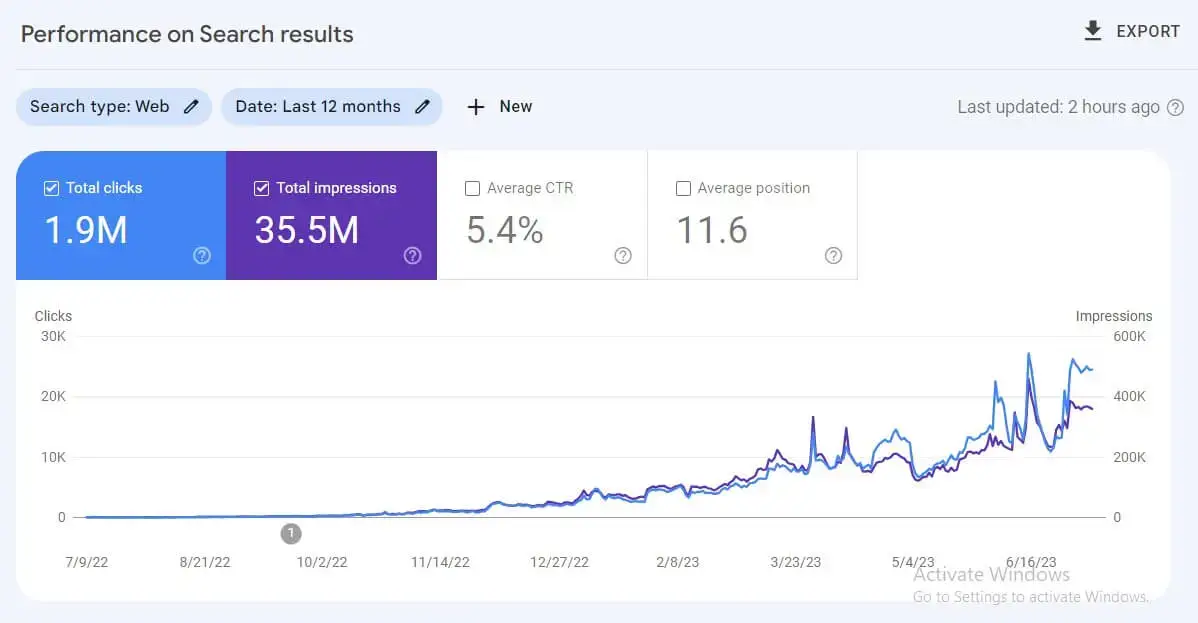 Performance on Search results
EXPORT
Search type: Web
Date: Last 12 months
+ New
Last updated: 2 hours ago
Total clicks
1.9M
Total impressions
35.5M
Average CTR
5.4%
Average position
11.6
Clicks
Impressions
30K
600K
20K
400K
10K
200K
0
0
1
7/9/22
8/21/22
10/2/22
11/14/22
12/27/22
2/8/23
3/23/23
5/4/23
6/16/23
Activate Windows
Go to Settings to activate Windows.